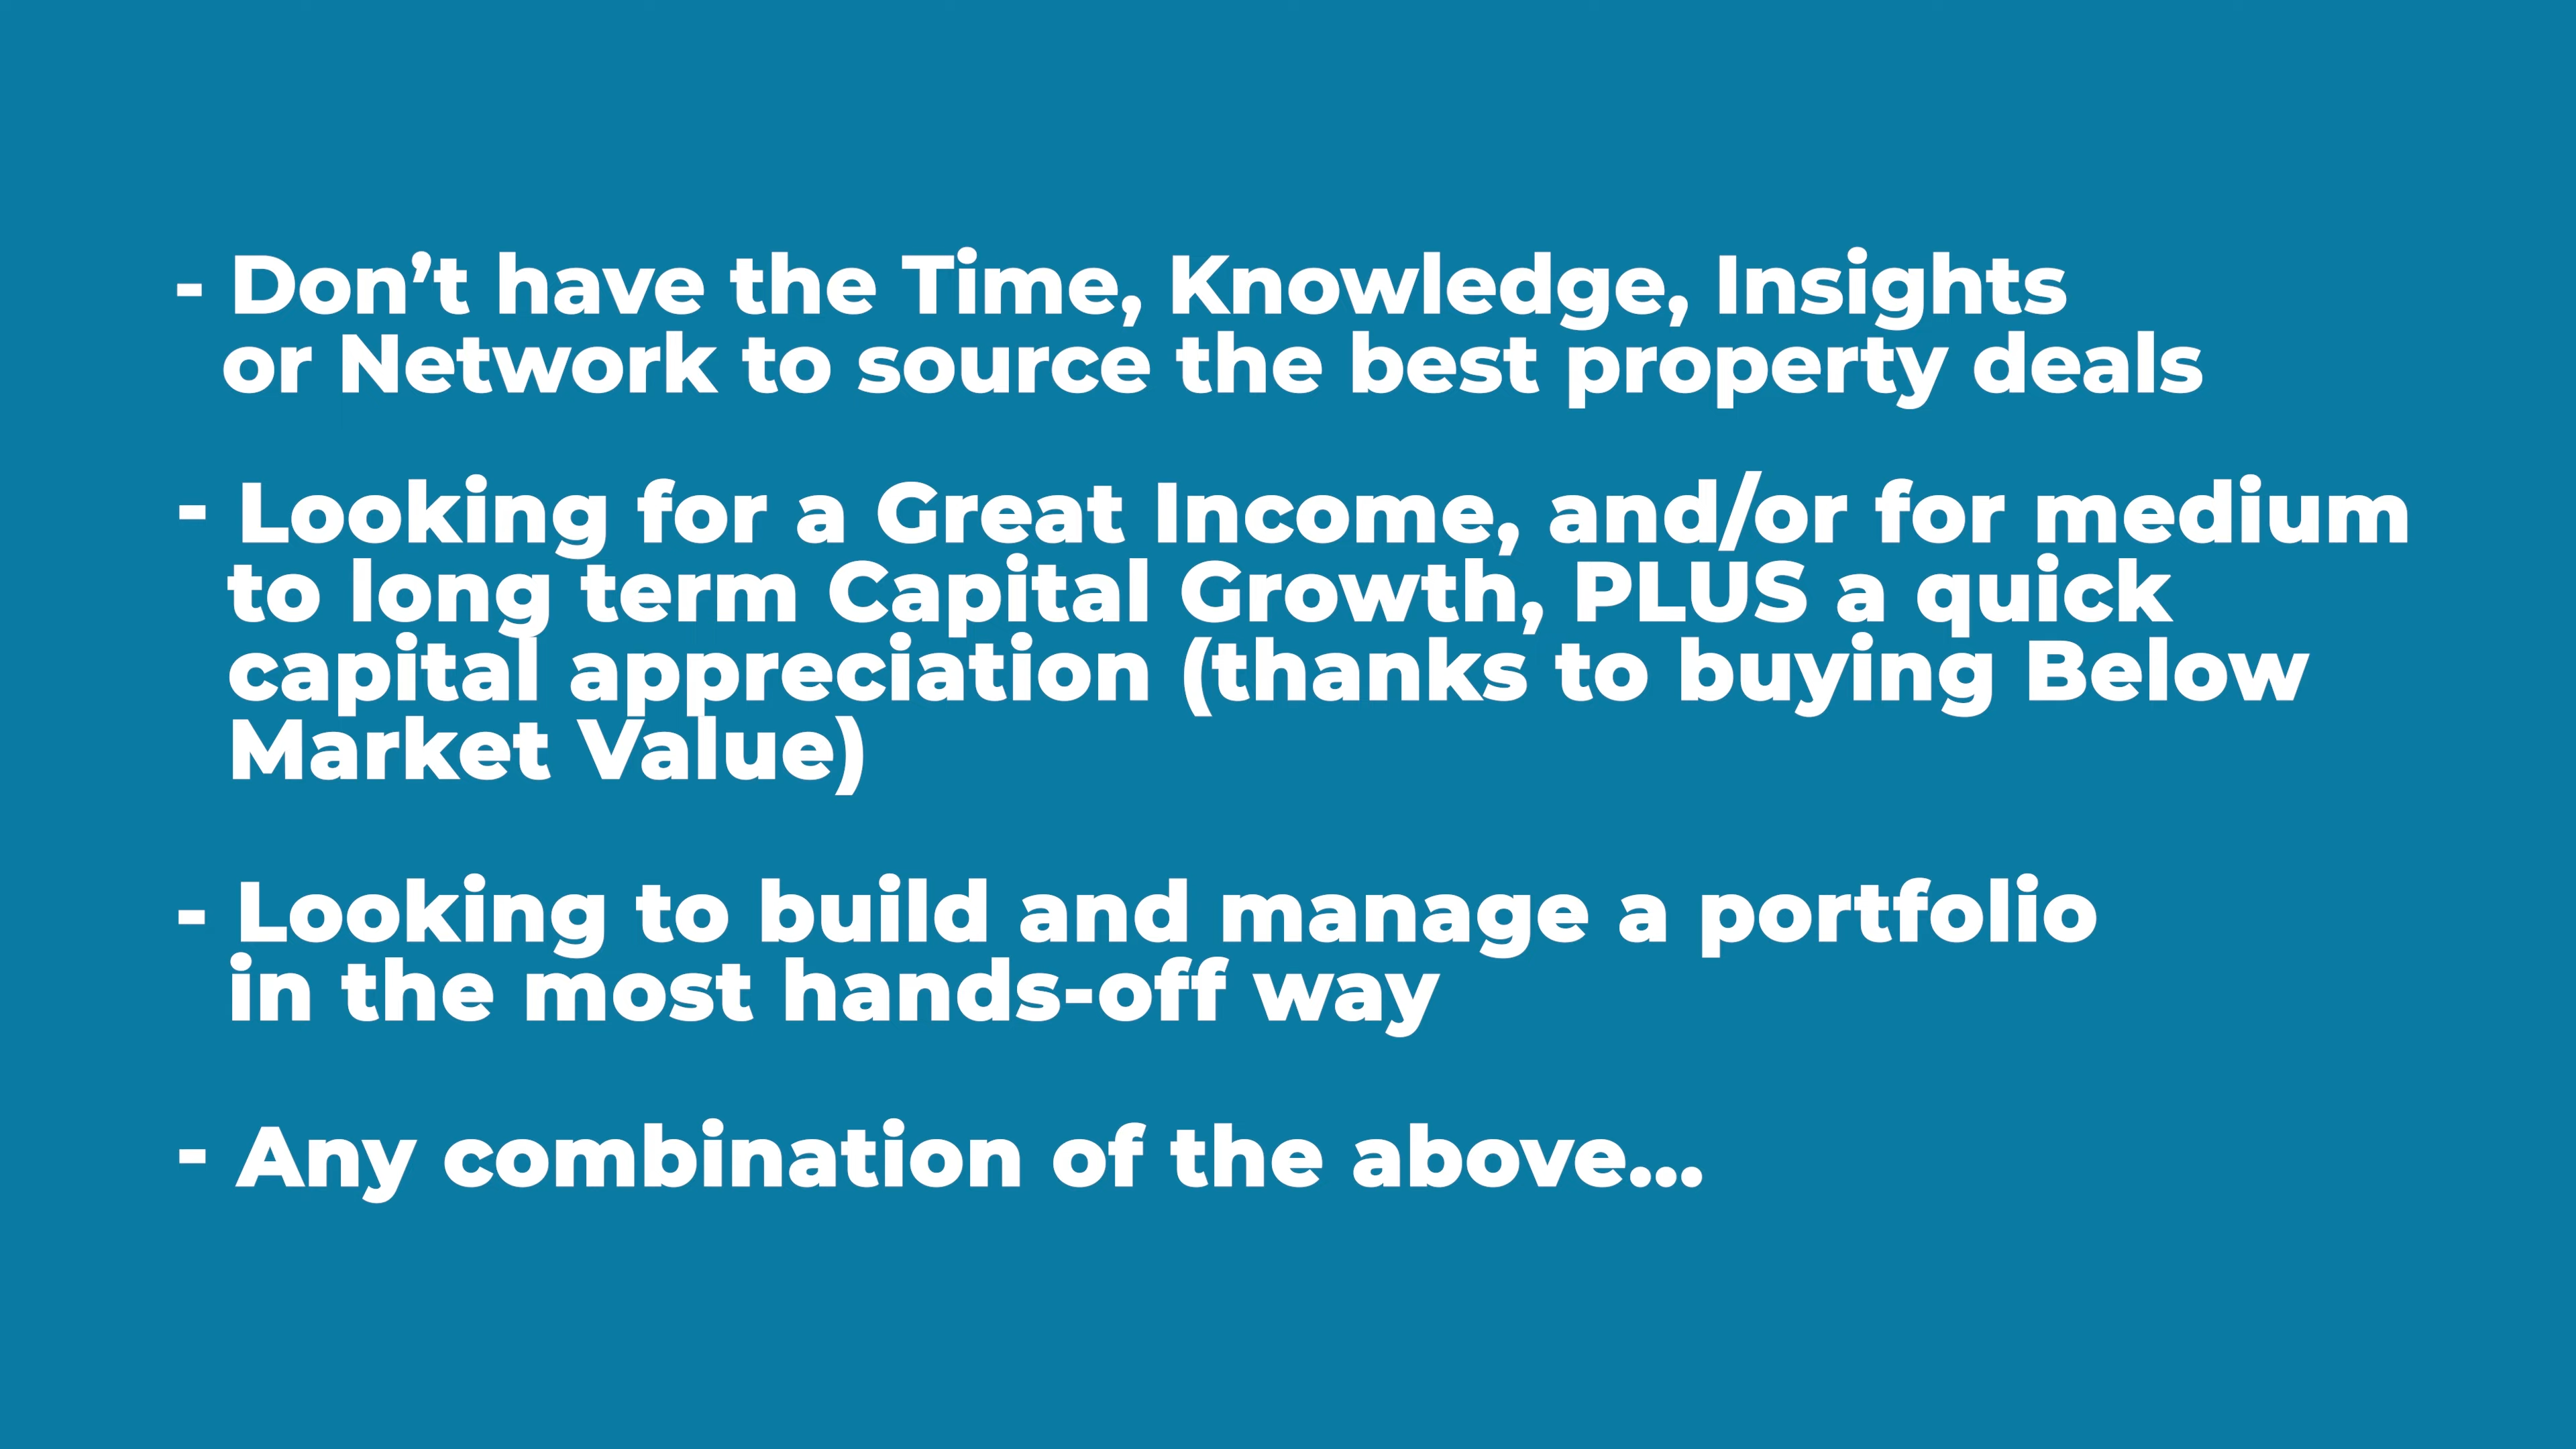 - Don’t have the Time, Knowledge, Insights
or Network to source the best property deals
- Looking for a Great Income, and/or for medium
to long term Capital Growth, PLUS a quick
capital appreciation (thanks to buying Below
Market Value)
- Looking to build and manage a portfolio
in the most hands-off way
- Any combination of the above...